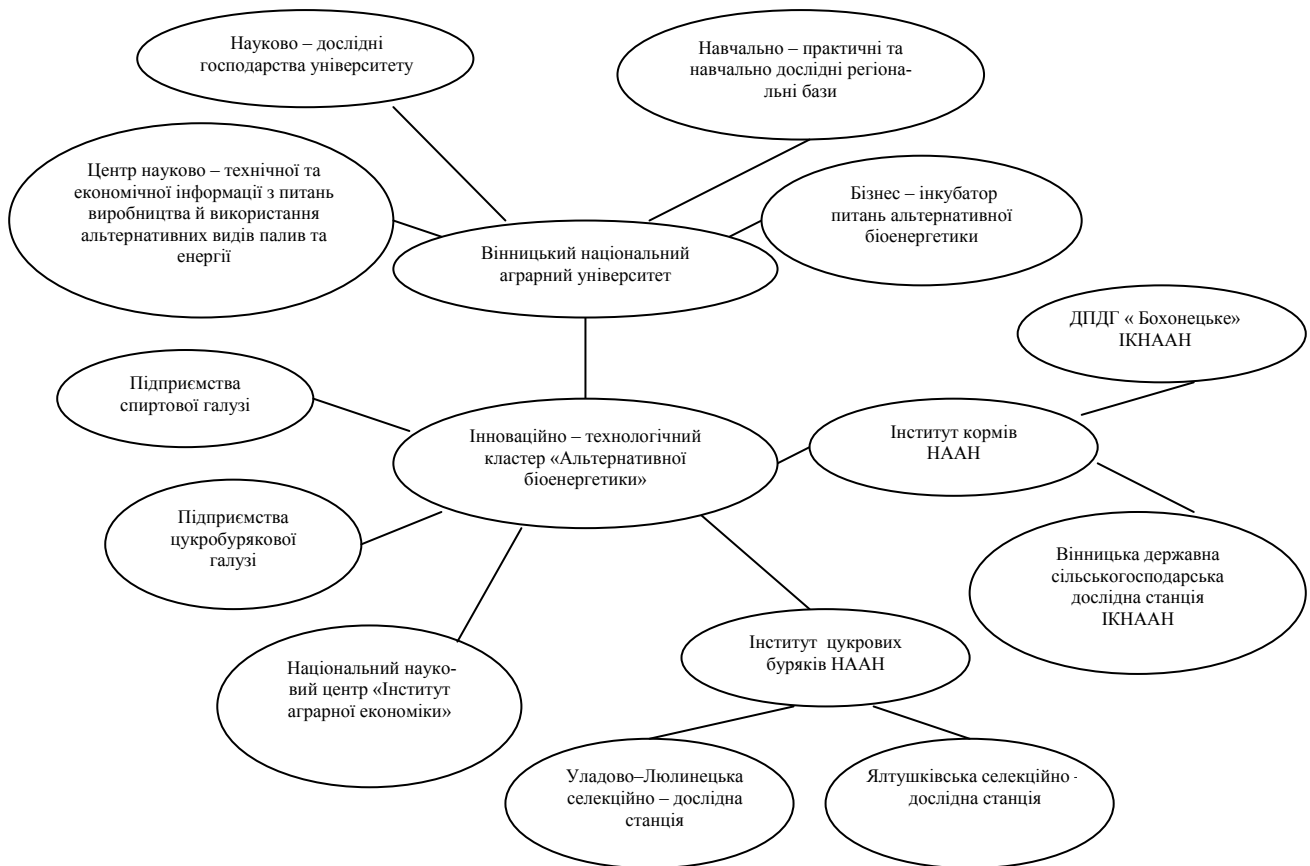 Науково – дослідні
господарства університету
Навчально – практичні та
навчально дослідні регіона-
льні бази
Центр науково – технічної та
економічної інформації з питань
виробництва й використання
альтернативних видів палив та
енергії
Бізнес – інкубатор
питань альтернативної
біоенергетики
Вінницький національний
аграрний університет
ДПДГ « Бохонецьке»
ІКНААН
Підприємства
спиртової галузі
Інноваційно – технологічний
кластер «Альтернативної
біоенергетики»
Інститут кормів
НААН
Підприємства
цукробурякової
галузі
Вінницька державна
сільськогосподарська
дослідна станція
ІКНААН
Інститут цукрових
буряків НААН
Національний науко-
вий центр «Інститут
аграрної економіки»
Уладово–Люлинецька
селекційно – дослідна
станція
Ялтушківська селекційно -
дослідна станція